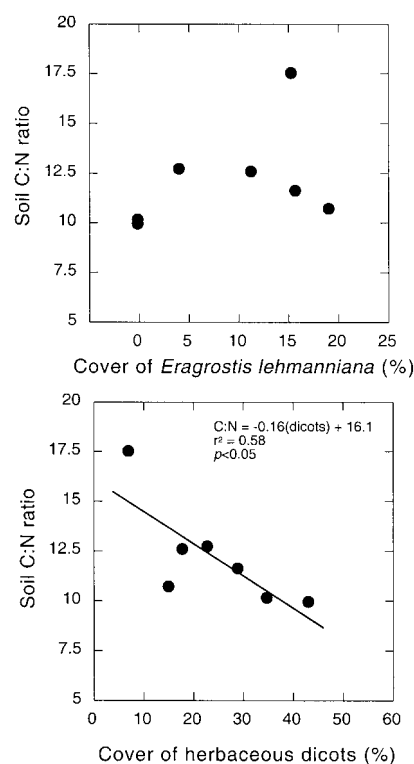 20
17.5
15
12.5
10
7.5
5
Soil C:N ratio
0 5 10 15 20 25
Cover of Eragrostis lehmanniana (%)
20
17.5
15
12.5
10
7.5
5
Soil C:N ratio
C:N = -0.16(dicots) + 16.1
r² = 0.58
p<0.05
0 10 20 30 40 50 60
Cover of herbaceous dicots (%)